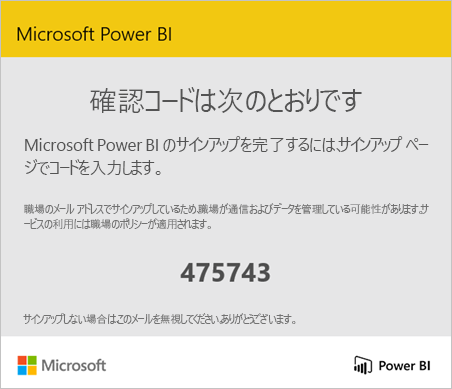 Microsoft Power BI
確認コードは次のとおりです
Microsoft Power BI のサインアップを完了するには､サインアップ ペー
ジでコードを入力します。
職場のメール アドレスでサインアップしているため､職場が通信およびデータを管理している可能性があります｡サ
ービスの利用には職場のポリシーが適用されます。
475743
サインアップしない場合はこのメールを無視してください｡ありがとうございます。
Microsoft
Power BI